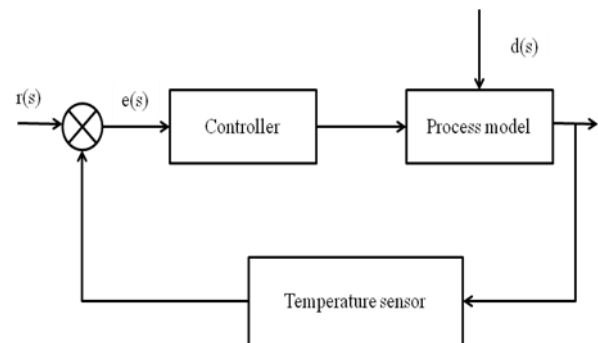 d(s)
r(s)
e(s)
Controller
Process model
Temperature sensor